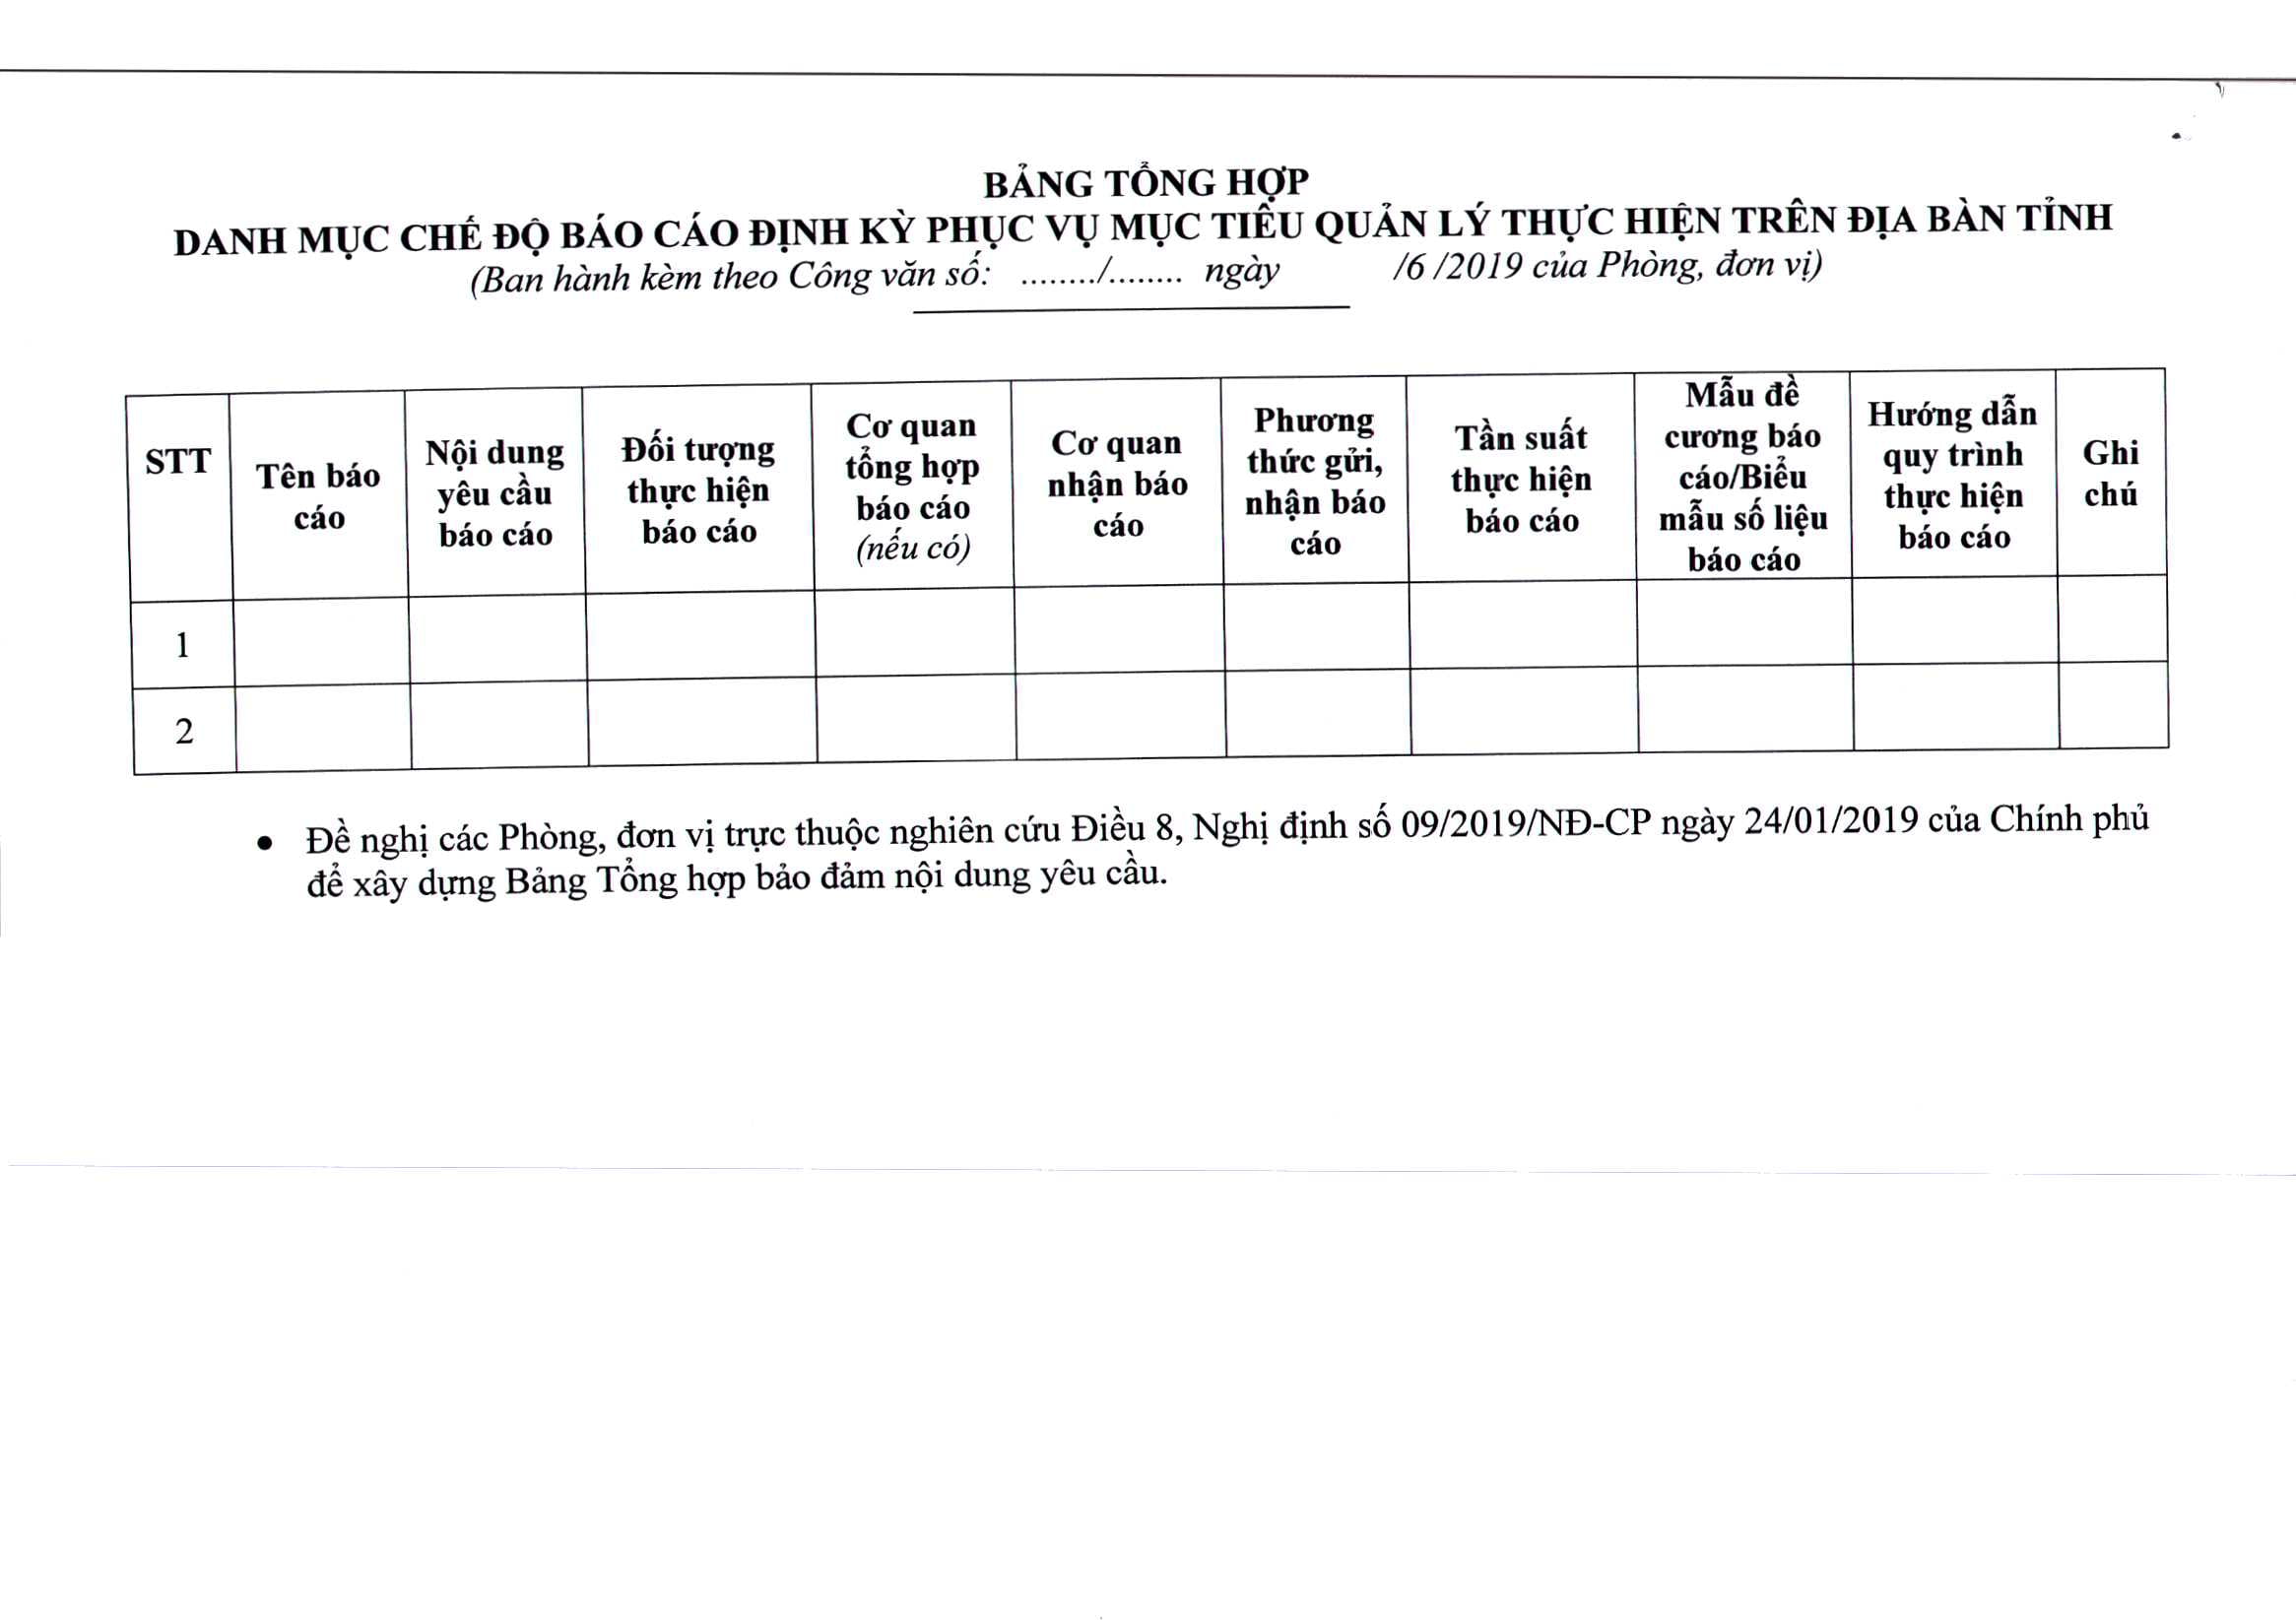 BẢNG TỔNG HỢP
DANH MỤC CHẾ ĐỘ BÁO CÁO ĐỊNH KỲ PHỤC VỤ MỤC TIÊU QUẢN LÝ THỰC HIỆN TRÊN ĐỊA BÀN TỈNH
(Ban hành kèm theo Công văn số: ......../........ ngày /6 /2019 của Phòng, đơn vị)
STT
Tên báo
cáo
Nội dung
yêu cầu
báo cáo
Đối tượng
thực hiện
báo cáo
Cơ quan
tổng hợp
báo cáo
(nếu có)
Cơ quan
nhận báo
cáo
Phương
thức gửi,
nhận báo
cáo
Tần suất
thực hiện
báo cáo
Mẫu đề
cương báo
cáo/Biểu
mẫu số liệu
báo cáo
Hướng dẫn
quy trình
thực hiện
báo cáo
Ghi
chú
1
2
• Đề nghị các Phòng, đơn vị trực thuộc nghiên cứu Điều 8, Nghị định số 09/2019/NĐ-CP ngày 24/01/2019 của Chính phủ
để xây dựng Bảng Tổng hợp bảo đảm nội dung yêu cầu.